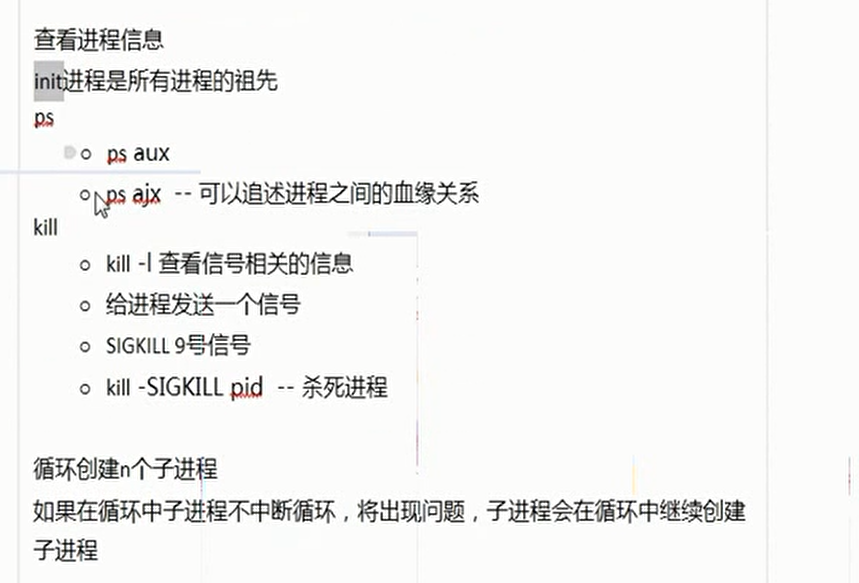 查看进程信息
init进程是所有进程的祖先
ps
ps aux
ps ajx -- 可以追述进程之间的血缘关系
kill
kill -l 查看信号相关的信息
给进程发送一个信号
SIGKILL 9号信号
kill -SIGKILL pid -- 杀死进程
循环创建n个子进程
如果在循环中子进程不中断循环，将出现问题，子进程会在循环中继续创建
子进程